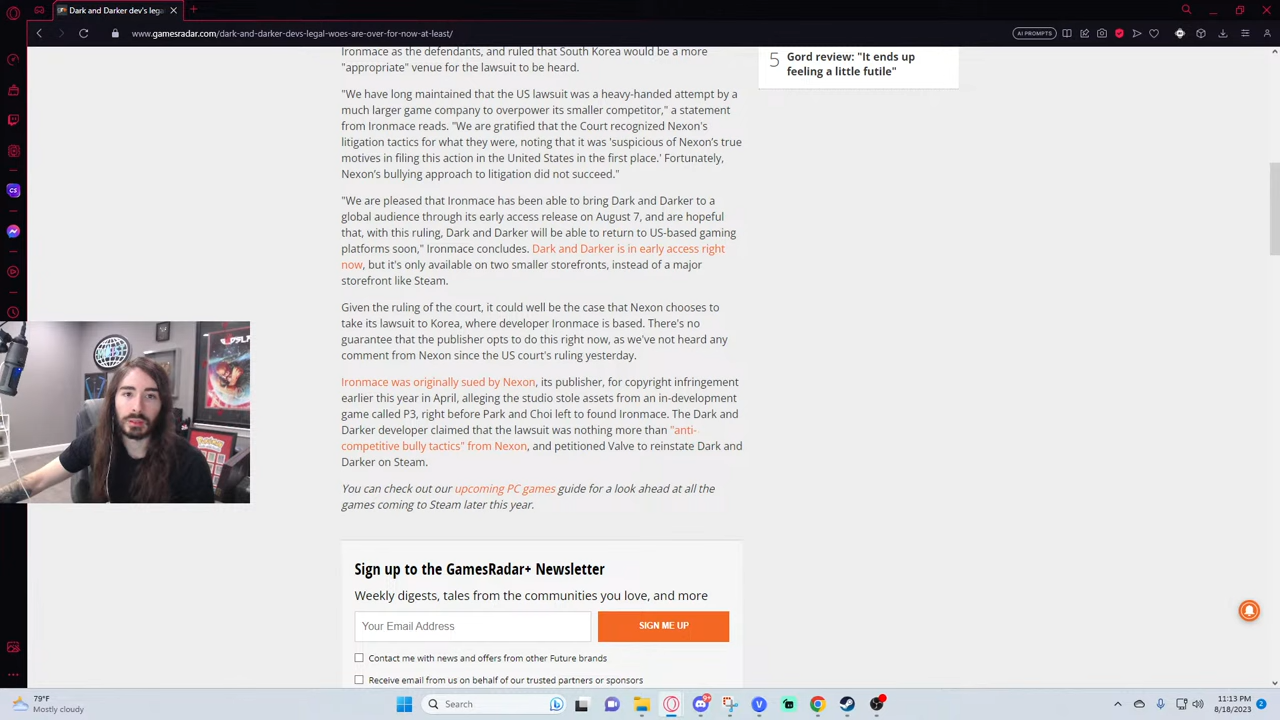 Dark and Darker dev's lega
www.gamesradar.com/dark-and-darker-devs-legal-woes-are-over-for-now-at-least/
AI PROMPTS
Ironmace as the defendants, and ruled that South Korea would be a more
"appropriate" venue for the lawsuit to be heard.
"We have long maintained that the US lawsuit was a heavy-handed attempt by a
much larger game company to overpower its smaller competitor," a statement
from Ironmace reads. "We are gratified that the Court recognized Nexon's
litigation tactics for what they were, noting that it was 'suspicious of Nexon’s true
motives in filing this action in the United States in the first place.' Fortunately,
Nexon’s bullying approach to litigation did not succeed."
"We are pleased that Ironmace has been able to bring Dark and Darker to a
global audience through its early access release on August 7, and are hopeful
that, with this ruling, Dark and Darker will be able to return to US-based gaming
platforms soon," Ironmace concludes. Dark and Darker is in early access right
now, but it's only available on two smaller storefronts, instead of a major
storefront like Steam.
Given the ruling of the court, it could well be the case that Nexon chooses to
take its lawsuit to Korea, where developer Ironmace is based. There's no
guarantee that the publisher opts to do this right now, as we've not heard any
comment from Nexon since the US court's ruling yesterday.
Ironmace was originally sued by Nexon, its publisher, for copyright infringement
earlier this year in April, alleging the studio stole assets from an in-development
game called P3, right before Park and Choi left to found Ironmace. The Dark and
Darker developer claimed that the lawsuit was nothing more than "anti-
competitive bully tactics" from Nexon, and petitioned Valve to reinstate Dark and
Darker on Steam.
You can check out our upcoming PC games guide for a look ahead at all the
games coming to Steam later this year.
5
Gord review: "It ends up
feeling a little futile"
Sign up to the GamesRadar+ Newsletter
Weekly digests, tales from the communities you love, and more
Your Email Address
SIGN ME UP
Contact me with news and offers from other Future brands
Receive email from us on behalf of our trusted partners or sponsors
79°F
Mostly cloudy
Search
11:13 PM
8/18/2023